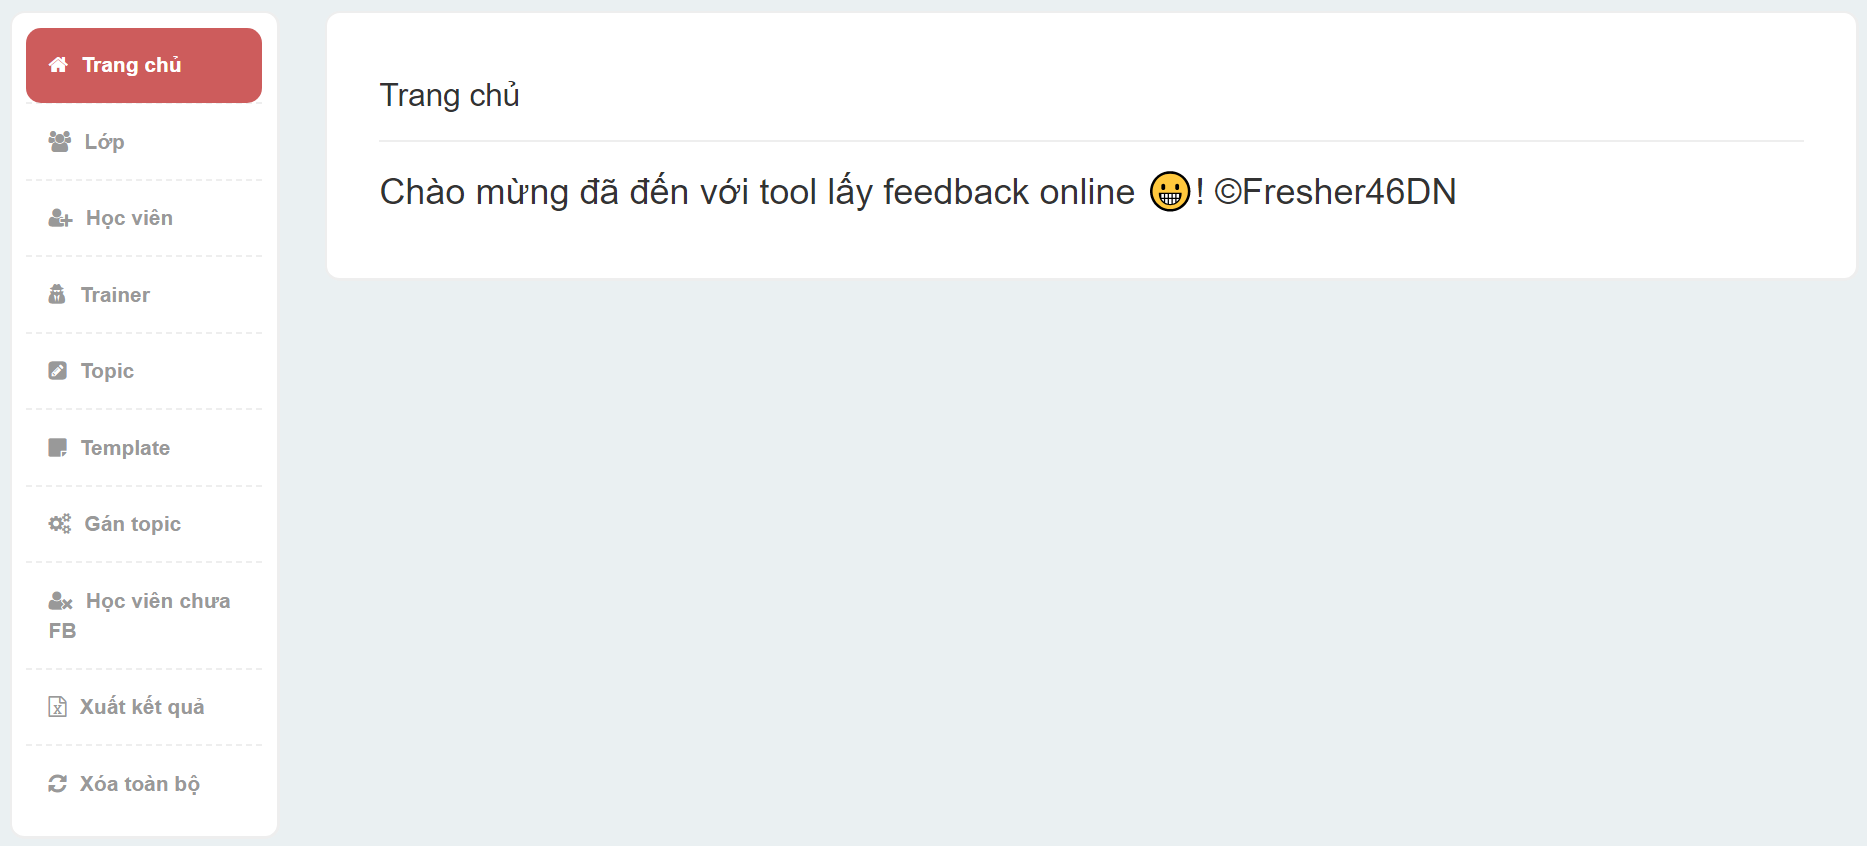 Trang chủ
Lớp
Học viên
Trainer
Topic
Template
Gán topic
Học viên chưa
FB
Xuất kết quả
Xóa toàn bộ
Trang chủ
Chào mừng đã đến với tool lấy feedback online 😀! ©Fresher46DN